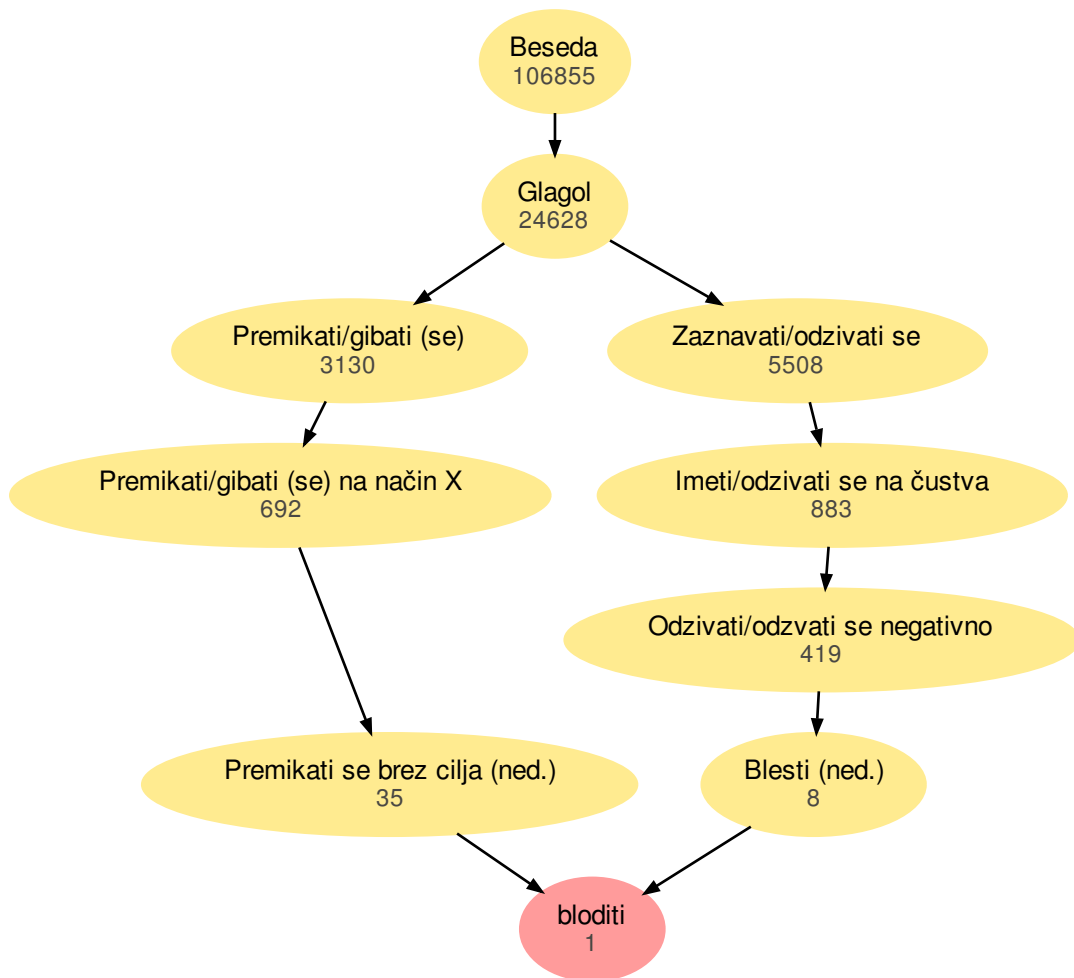 Beseda
106855
Glagol
24628
Premikati/gibati (se)
3130
Zaznavati/odzivati se
5508
Premikati/gibati (se) na način X
692
Imeti/odzivati se na čustva
883
Odzivati/odzvati se negativno
419
Premikati se brez cilja (ned.)
35
Blesti (ned.)
8
bloditi
1